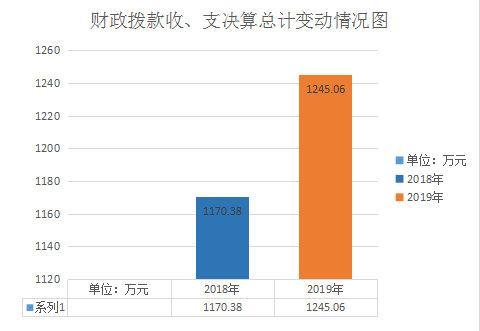 财政拨款收、支决算总计变动情况图
1260
1240
1220
1200
1180
1160
1140
1120
1170.38
1245.06
单位：万元
2018年
2019年
单位：万元 2018年 2019年
系列1 1170.38 1245.06